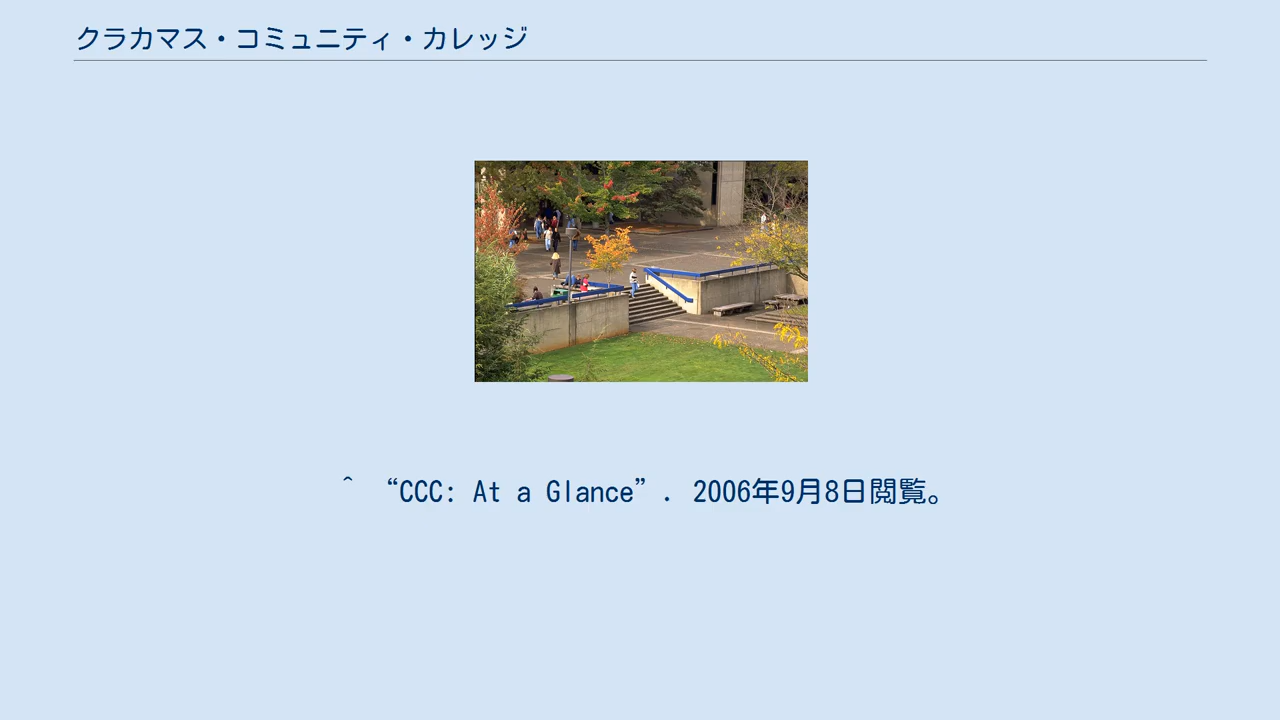 クラカマス・コミュニティ・カレッジ
^ “CCC: At a Glance”. 2006年9月8日閲覧。